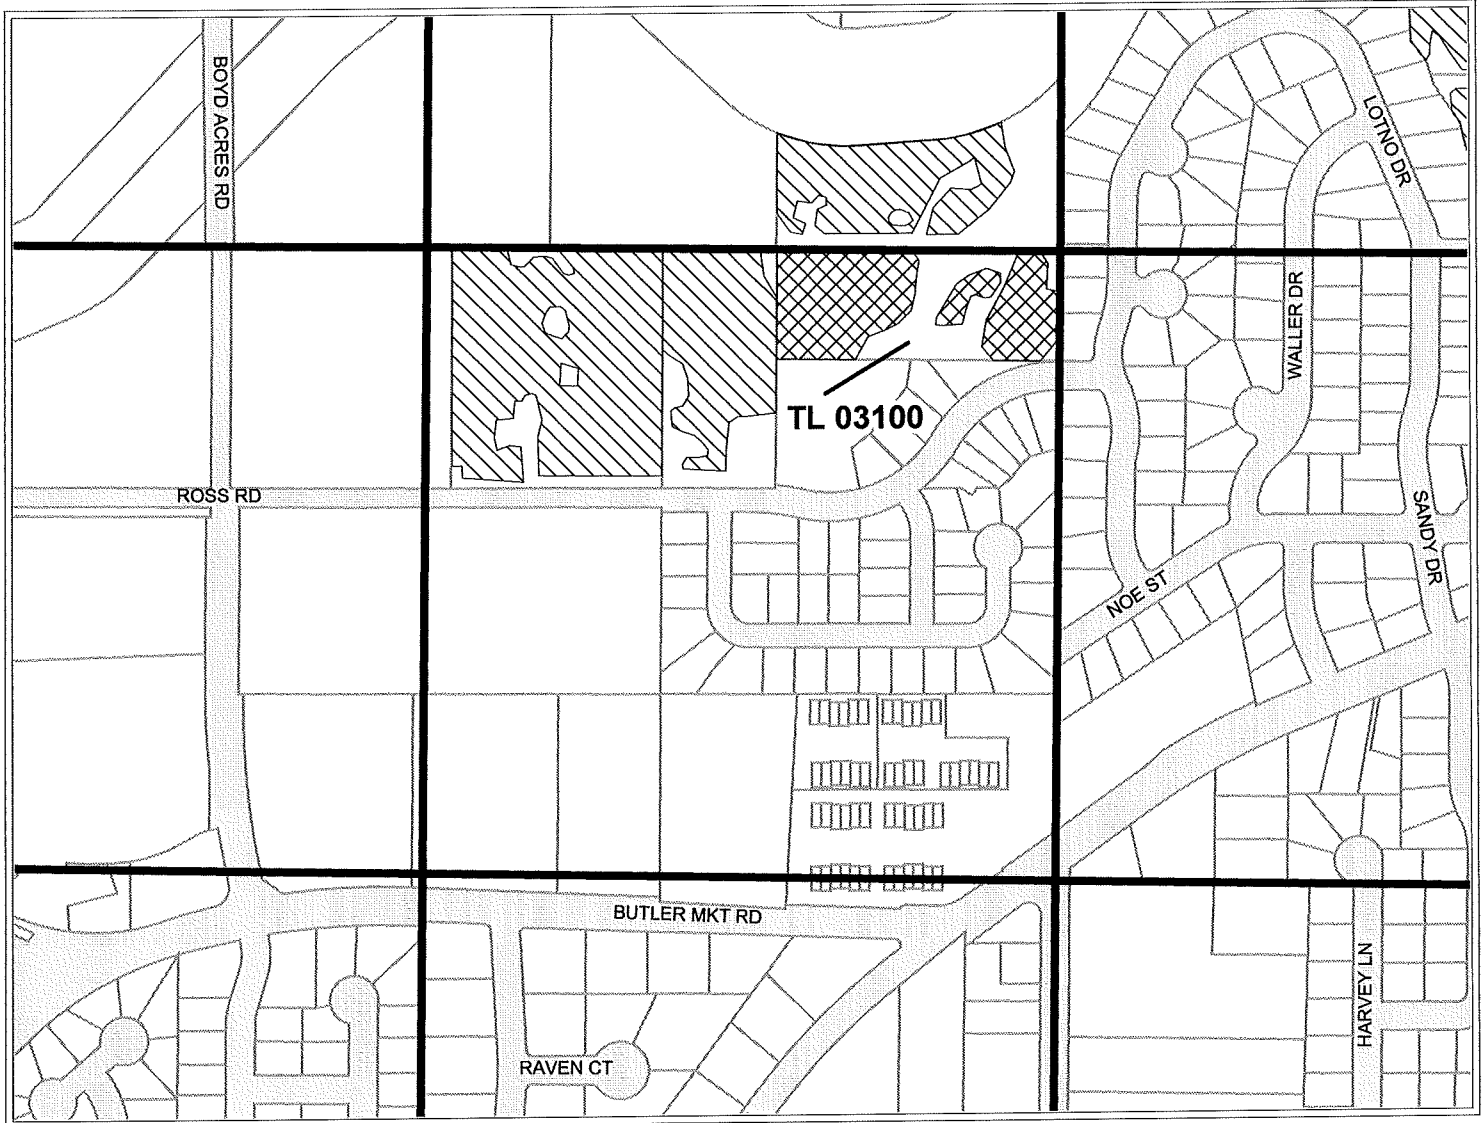 BOYD ACRES RD
LOTNO DR
WALLER DR
TL 03100
ROSS RD
SANDY DR
NOE ST
BUTLER MKT RD
HARVEY LN
RAVEN CT